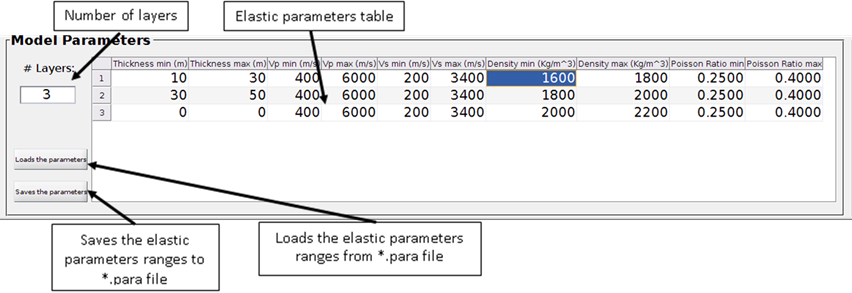 Number of layers
Elastic parameters table
Model Parameters
# Layers:
3
Thickness min (m) Thickness max (m) Vp min (m/s) Vp max (m/s) Vs min (m/s) Vs max (m/s) Density min (Kg/m^3) Density max (Kg/m^3) Poisson Ratio min Poisson Ratio max
1 10 30 400 6000 200 3400 1600 1800 0.2500 0.4000
2 30 50 400 6000 200 3400 1800 2000 0.2500 0.4000
3 0 0 400 6000 200 3400 2000 2200 0.2500 0.4000
Loads the parameters
Saves the parameters
Saves the elastic
parameters ranges to
*.para file
Loads the elastic parameters
ranges from *.para file